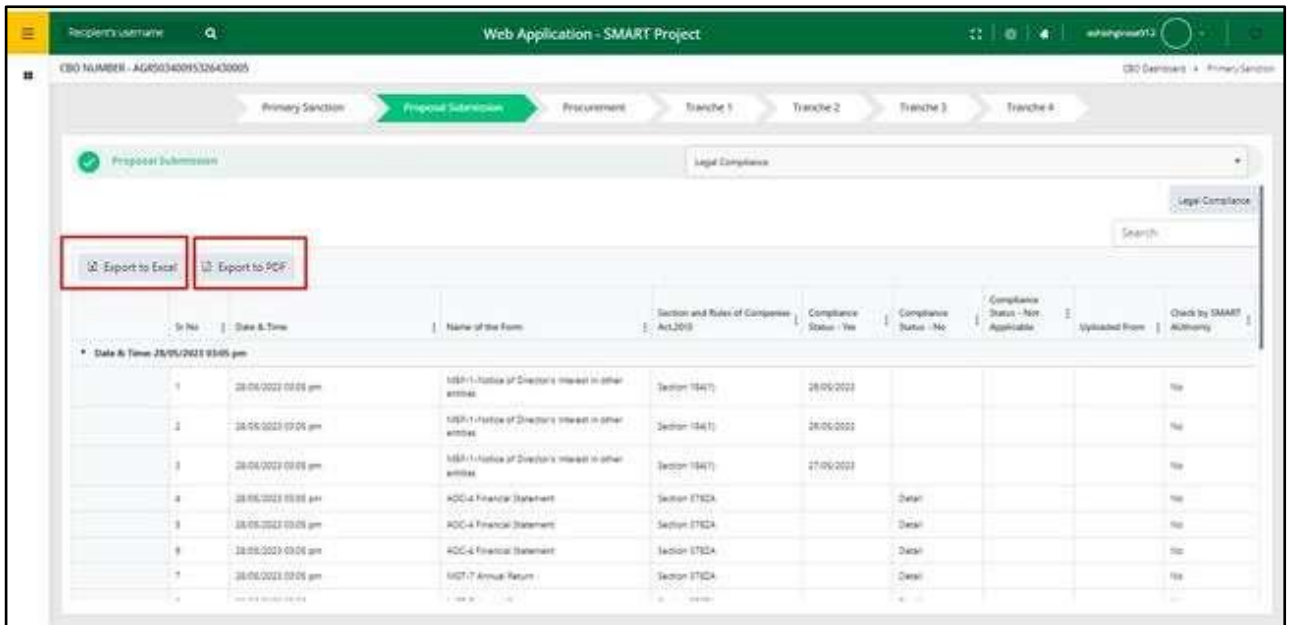 Recipient's username
Web Application - SMART Project
CBO NUMBER -
CBO Dashboard
Primary Sanction
Primary Sanction
Proposal Submission
Procurement
Tranche 1
Tranche 2
Tranche 3
Tranche 4
Proposal Submission
Legal Compliance
Legal Compliance
Search
Export to Excel
Export to PDF
Sr No
Date & Time
Name of the Form
Section and Rules of Companies
Act,2013
Compliance
Status - Yes
Compliance
Status - No
Compliance
Status - Not
Applicable
Uploaded From
Check by SMART
Authority
Date & Time: 28/05/2023 03:05 pm
1
28/05/2023 03:05 pm
MBP-1-Notice of Director's interest in other
entities
Section 184(1)
28/05/2023
No
2
28/05/2023 03:05 pm
MBP-1-Notice of Director's interest in other
entities
Section 184(1)
28/05/2023
No
3
28/05/2023 03:05 pm
MBP-1-Notice of Director's interest in other
entities
Section 184(1)
27/05/2023
No
4
28/05/2023 03:05 pm
AOC-4 Financial Statement
Section
Detail
No
5
28/05/2023 03:05 pm
AOC-4 Financial Statement
Section
Detail
No
6
28/05/2023 03:05 pm
AOC-4 Financial Statement
Section
Detail
No
7
28/05/2023 03:05 pm
MGT-7 Annual Return
Section
Detail
No